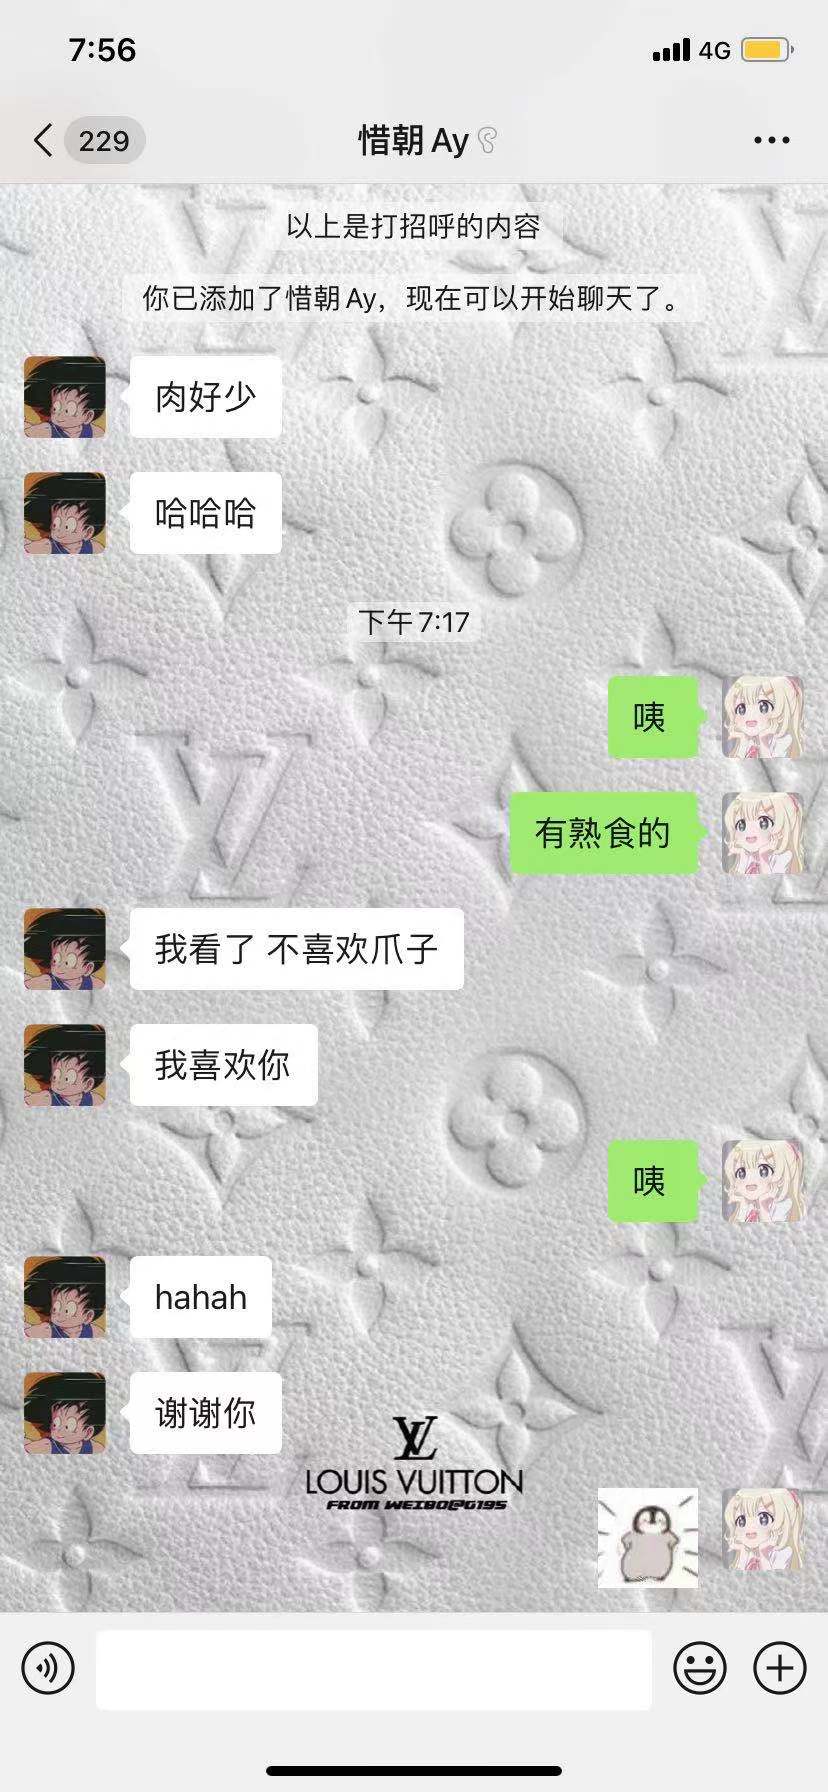 7:56
4G
229
惜朝 Ay
以上是打招呼的内容
你已添加了惜朝 Ay，现在可以开始聊天了。
肉好少
哈哈哈
下午 7:17
咦
有熟食的
我看了 不喜欢爪子
我喜欢你
咦
hahah
谢谢你
LV
LOUIS VUITTON
FROM WEIBO@G195